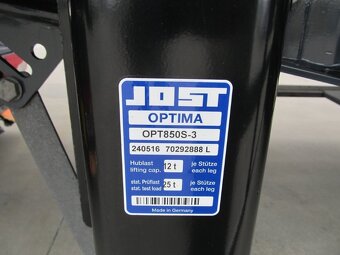 JOST
OPTIMA
OPT850S-3
240516 70292888 L
Hublast 12 t je Stütze
lifting cap. each leg
stat. Prüflast 25 t je Stütze
stat. test load each leg
Made in Germany